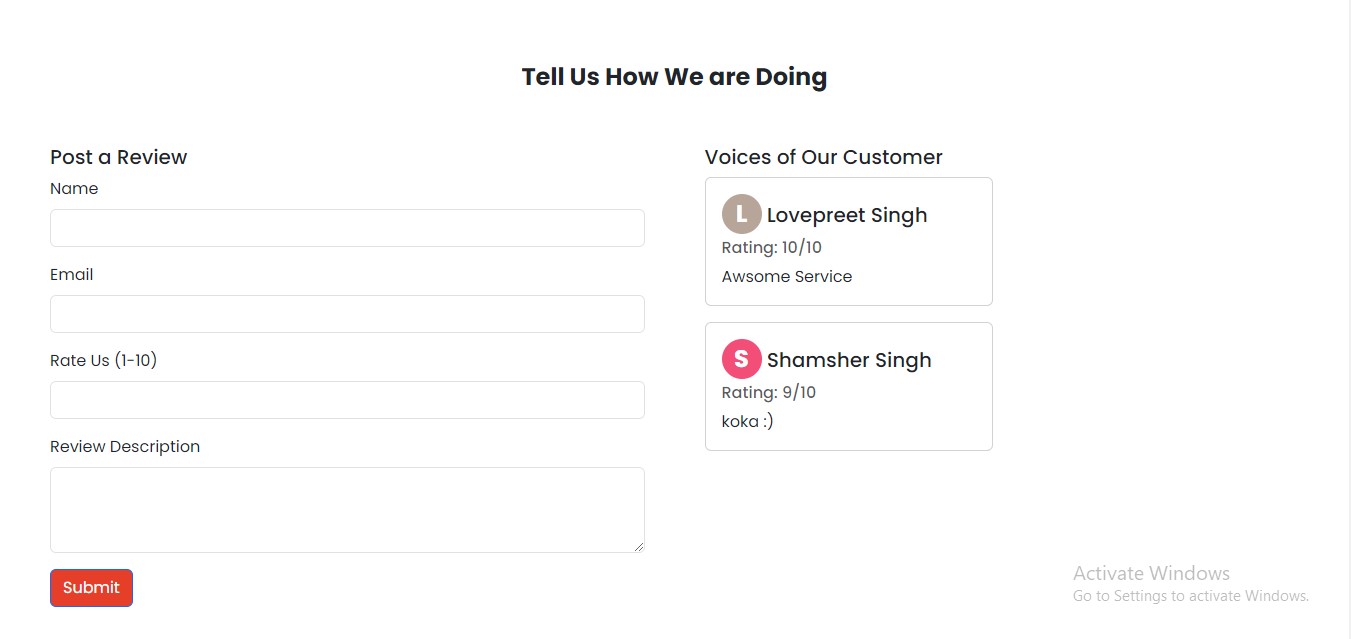 Tell Us How We are Doing
Post a Review
Name
Email
Rate Us (1-10)
Review Description
Submit
Voices of Our Customer
L Lovepreet Singh
Rating: 10/10
Awsome Service
S Shamsher Singh
Rating: 9/10
koka :)
Activate Windows
Go to Settings to activate Windows.